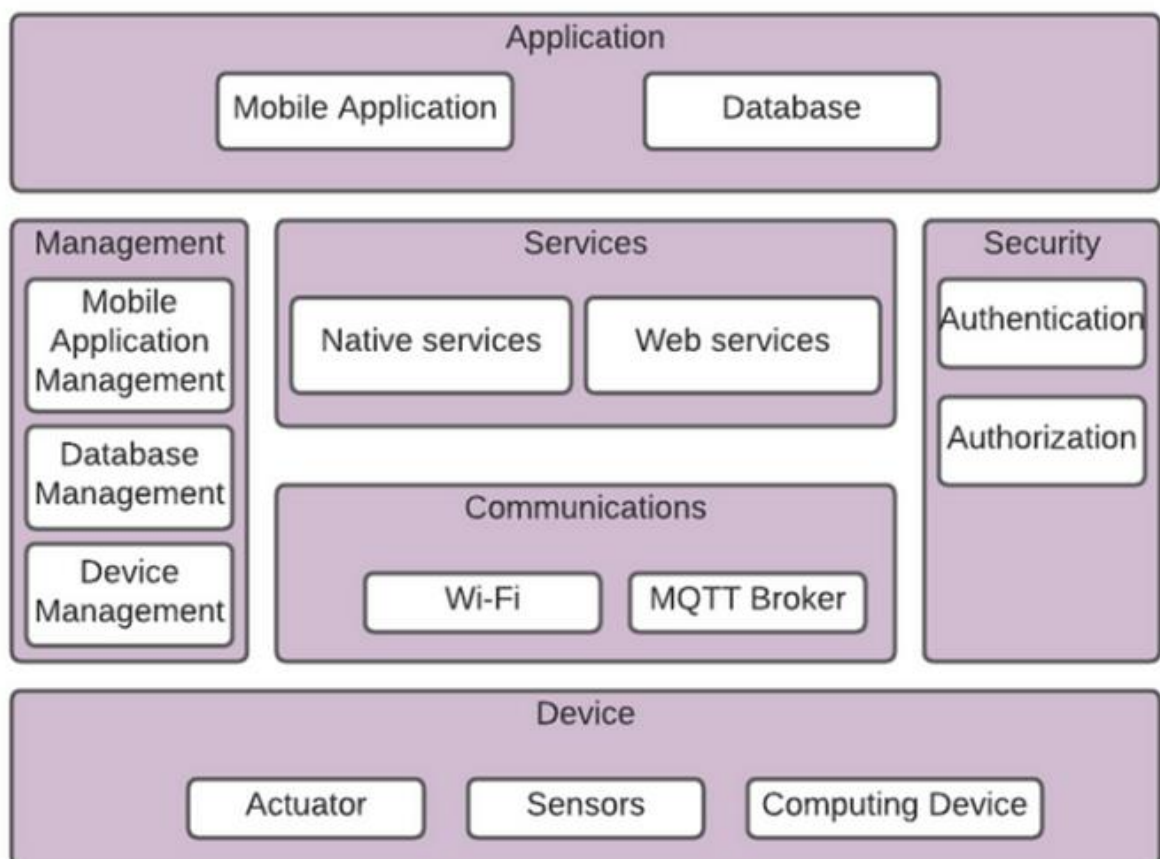 Application
Mobile Application
Database
Management
Mobile
Application
Management
Database
Management
Device
Management
Services
Native services
Web services
Communications
Wi-Fi
MQTT Broker
Security
Authentication
Authorization
Device
Actuator
Sensors
Computing Device